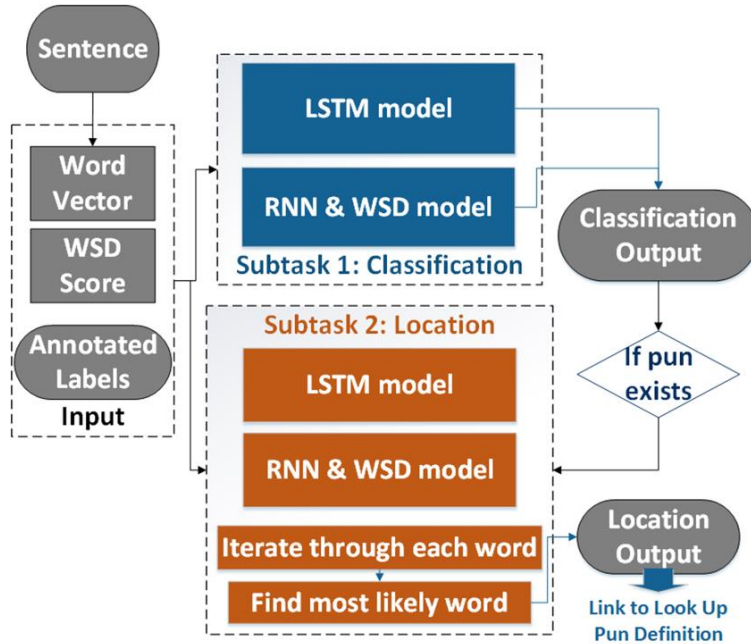 Sentence
Word
Vector
WSD
Score
Annotated
Labels
Input
LSTM model
RNN & WSD model
Subtask 1: Classification
Classification
Output
If pun
exists
Subtask 2: Location
LSTM model
RNN & WSD model
Iterate through each word
Find most likely word
Location
Output
Link to Look Up
Pun Definition